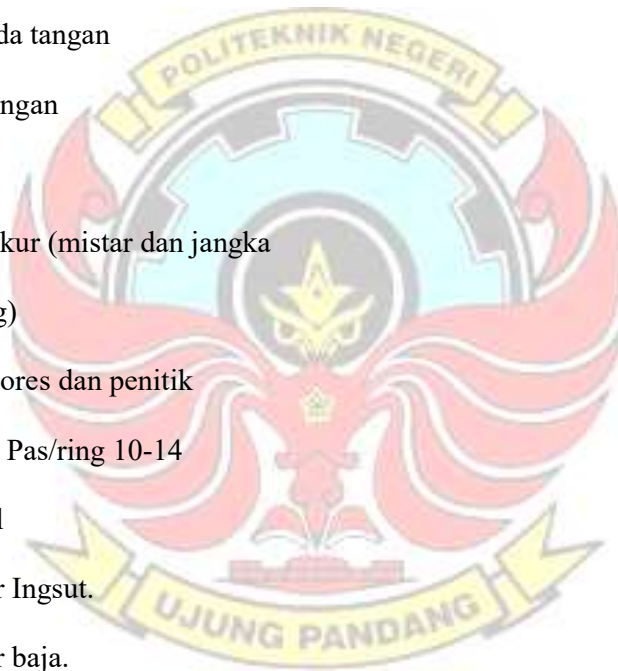 da tangan
ngan
POLITEKNIK NEGERI
kur (mistar dan jangka
g)
ores dan penitik
Pas/ring 10-14
l
r Ingsut.
r baja.
UJUNG PANDANG